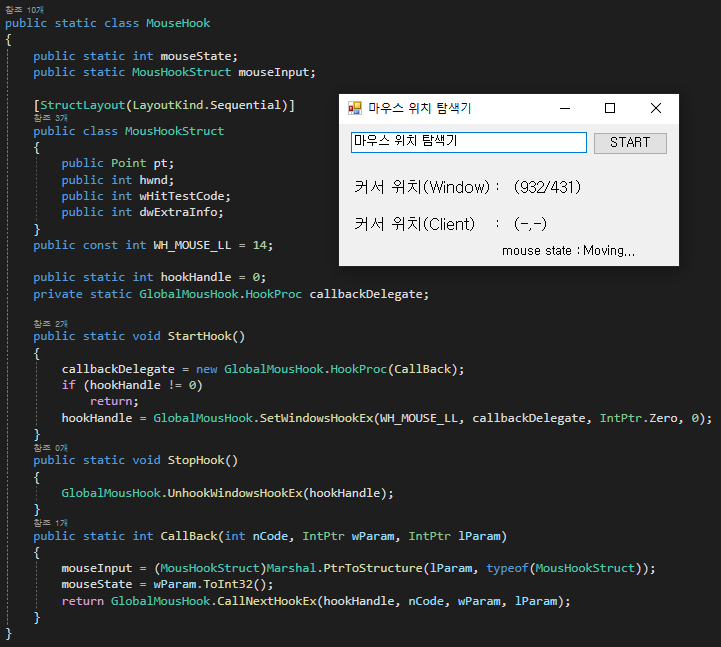 참조 10개
public static class MouseHook
{
public static int mouseState;
public static MousHookStruct mouseInput;
[StructLayout(LayoutKind.Sequential)]
참조 3개
public class MousHookStruct
{
public Point pt;
public int hwnd;
public int wHitTestCode;
public int dwExtraInfo;
}
public const int WH_MOUSE_LL = 14;
public static int hookHandle = 0;
private static GlobalMousHook.HookProc callbackDelegate;
참조 2개
public static void StartHook()
{
callbackDelegate = new GlobalMousHook.HookProc(CallBack);
if (hookHandle != 0)
return;
hookHandle = GlobalMousHook.SetWindowsHookEx(WH_MOUSE_LL, callbackDelegate, IntPtr.Zero, 0);
}
참조 0개
public static void StopHook()
{
GlobalMousHook.UnhookWindowsHookEx(hookHandle);
}
참조 1개
public static int CallBack(int nCode, IntPtr wParam, IntPtr lParam)
{
mouseInput = (MousHookStruct)Marshal.PtrToStructure(lParam, typeof(MousHookStruct));
mouseState = wParam.ToInt32();
return GlobalMousHook.CallNextHookEx(hookHandle, nCode, wParam, lParam);
}
}
마우스 위치 탐색기
마우스 위치 탐색기 START
커서 위치(Window) : (932/431)
커서 위치(Client) : (-,-)
mouse state : Moving...